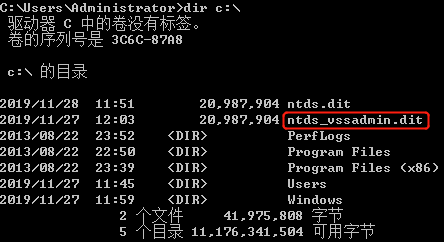 C:\Users\Administrator>dir c:\
驱动器 C 中的卷没有标签。
卷的序列号是 3C6C-87A8
c:\ 的目录
2019/11/28 11:51 20,987,904 ntds.dit
2019/11/27 12:03 20,987,904 ntds_vssadmin.dit
2013/08/22 23:52 <DIR> PerfLogs
2013/08/22 22:50 <DIR> Program Files
2013/08/22 23:39 <DIR> Program Files (x86)
2019/11/27 11:45 <DIR> Users
2019/11/27 11:59 <DIR> Windows
2 个文件 41,975,808 字节
5 个目录 11,176,341,504 可用字节